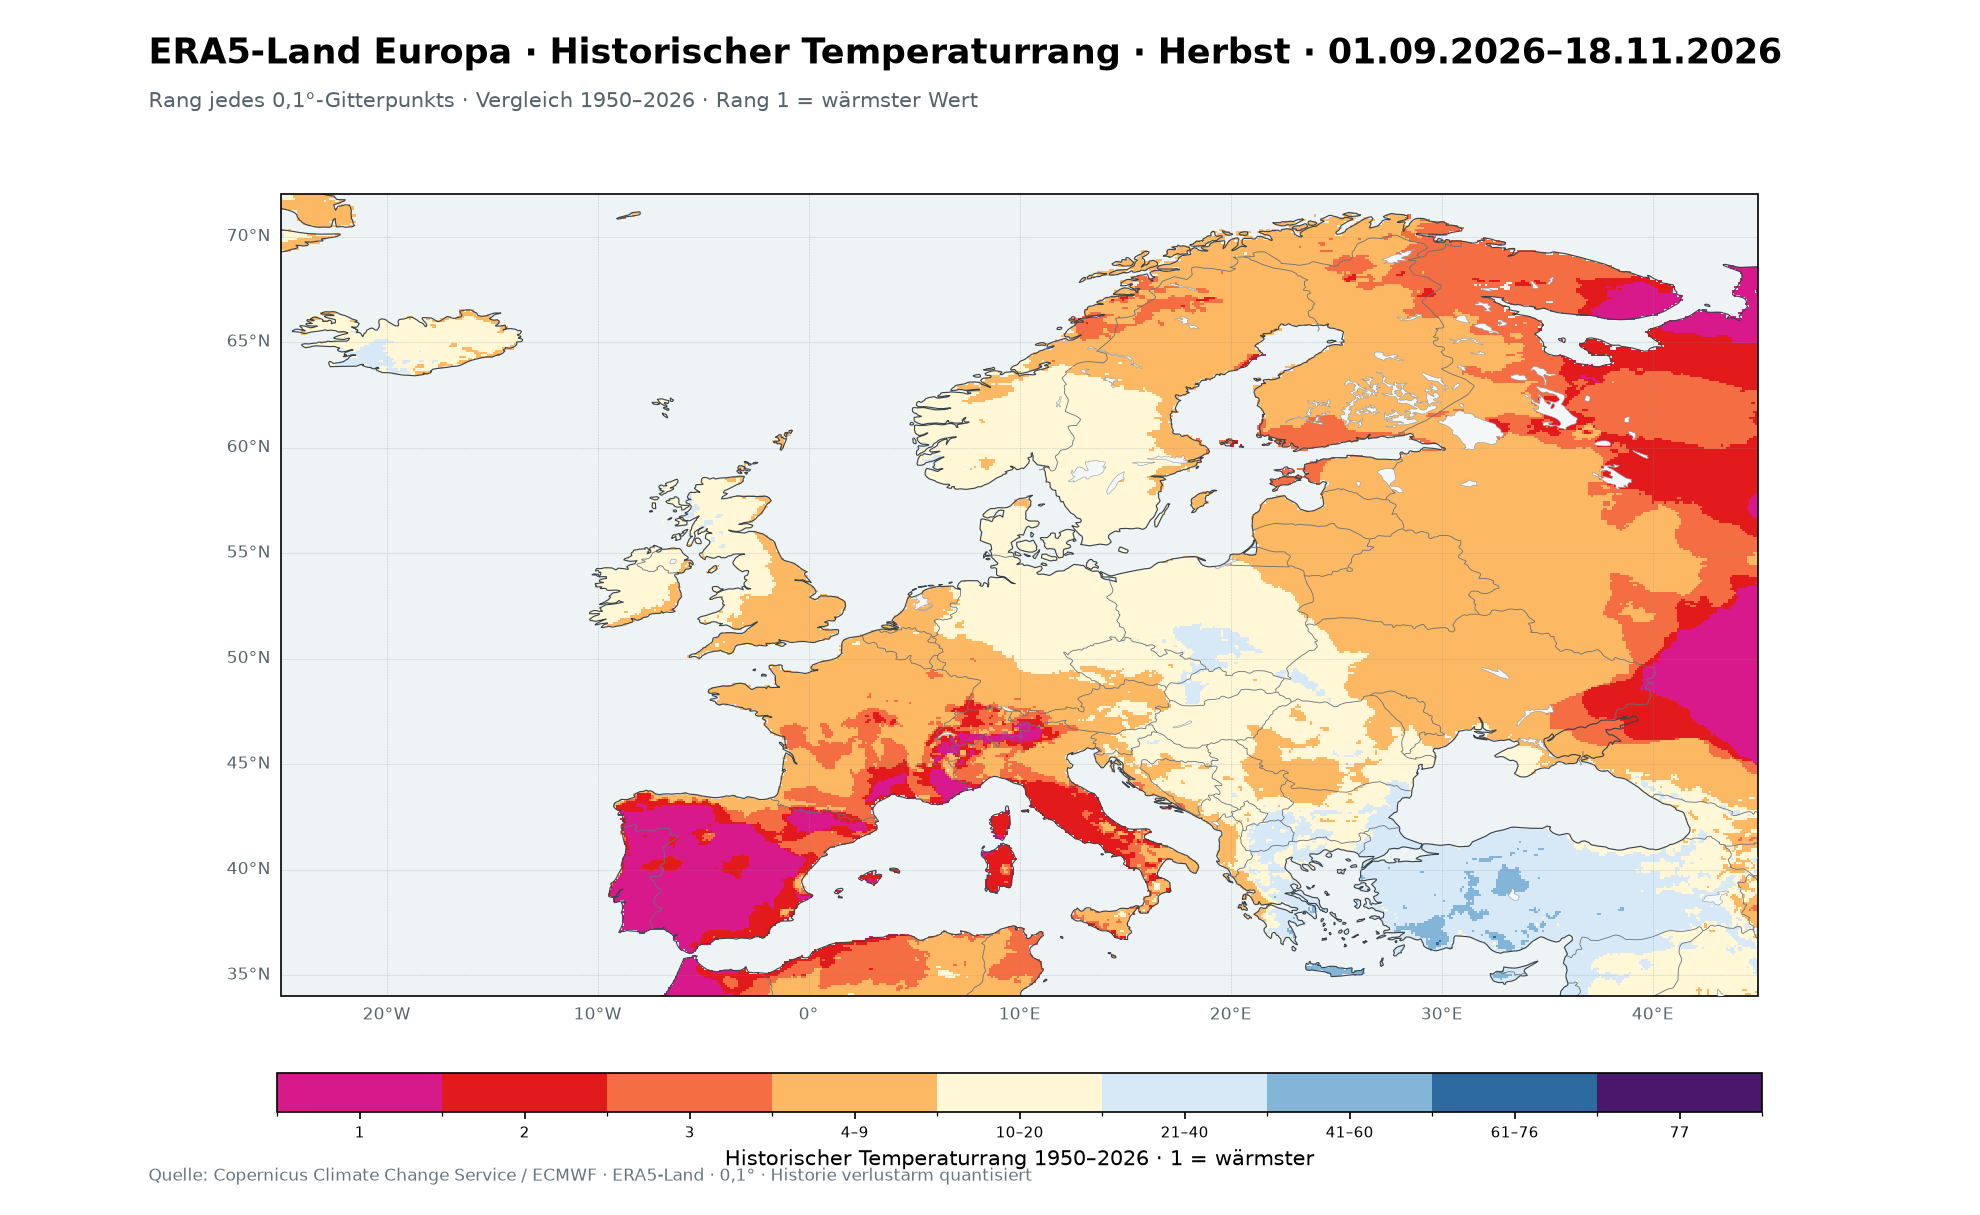 ERA5-Land Europa · Historischer Temperaturrang · Herbst · 01.09.2026–18.11.2026
Rang jedes 0,1°-Gitterpunkts · Vergleich 1950–2026 · Rang 1 = wärmster Wert
70°N
65°N
60°N
55°N
50°N
45°N
40°N
35°N
20°W 10°W 0° 10°E 20°E 30°E 40°E
1 2 3 4–9 10–20 21–40 41–60 61–76 77
Historischer Temperaturrang 1950–2026 · 1 = wärmster
Quelle: Copernicus Climate Change Service / ECMWF · ERA5-Land · 0,1° · Historie verlustarm quantisiert